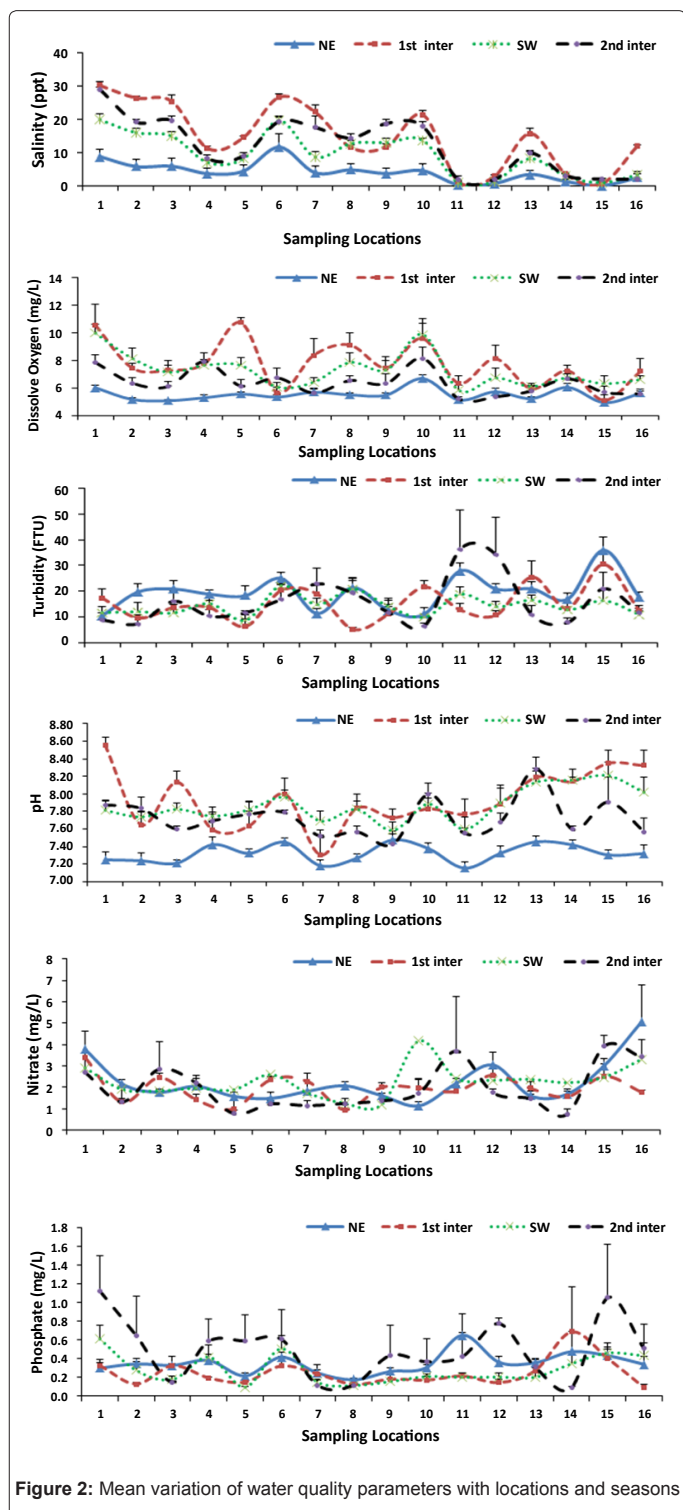 NE 1st inter SW 2nd inter
40
30
20
10
0
Salinity (ppt)
1 2 3 4 5 6 7 8 9 10 11 12 13 14 15 16
Sampling Locations
NE 1st inter SW 2nd inter
14
12
10
8
6
4
Dissolve Oxygen (mg/L)
1 2 3 4 5 6 7 8 9 10 11 12 13 14 15 16
Sampling Locations
NE 1st inter SW 2nd inter
60
50
40
30
20
10
0
Turbidity (FTU)
1 2 3 4 5 6 7 8 9 10 11 12 13 14 15 16
Sampling Locations
NE 1st inter SW 2nd inter
8.80
8.60
8.40
8.20
8.00
7.80
7.60
7.40
7.20
7.00
pH
1 2 3 4 5 6 7 8 9 10 11 12 13 14 15 16
Sampling Locations
NE 1st inter SW 2nd inter
8
7
6
5
4
3
2
1
0
Nitrate (mg/L)
1 2 3 4 5 6 7 8 9 10 11 12 13 14 15 16
Sampling Locations
NE 1st inter SW 2nd inter
1.8
1.6
1.4
1.2
1.0
0.8
0.6
0.4
0.2
0.0
Phosphate (mg/L)
1 2 3 4 5 6 7 8 9 10 11 12 13 14 15 16
Sampling Locations
Figure 2: Mean variation of water quality parameters with locations and seasons